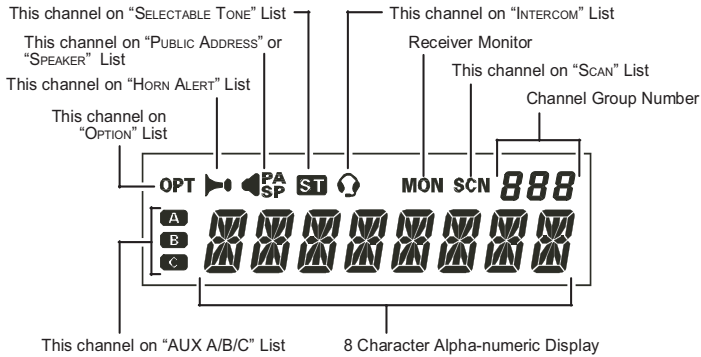 This channel on “SELECTABLE TONE” List
This channel on “INTERCOM” List
This channel on “PUBLIC ADDRESS” or
“SPEAKER” List
Receiver Monitor
This channel on “SCAN” List
This channel on “HORN ALERT” List
Channel Group Number
This channel on
“OPTION” List
OPT PA SP ST MON SCN 888
A
B
C
This channel on “AUX A/B/C” List
8 Character Alpha-numeric Display